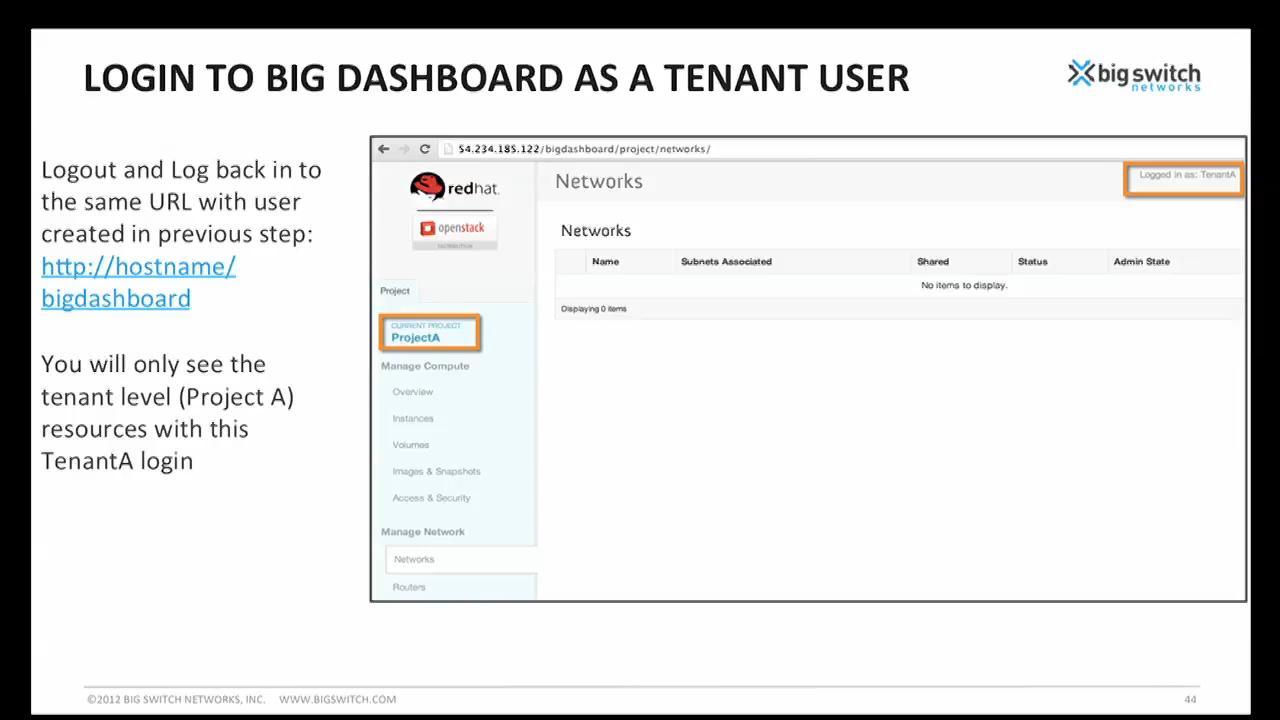 LOGIN TO BIG DASHBOARD AS A TENANT USER
big switch
networks
Logout and Log back in to
the same URL with user
created in previous step:
http://hostname/
bigdashboard
You will only see the
tenant level (Project A)
resources with this
TenantA login
54.234.185.122/bigdashboard/project/networks/
redhat.
openstack
DISTRIBUTION
Project
CURRENT PROJECT
ProjectA
Manage Compute
Overview
Instances
Volumes
Images & Snapshots
Access & Security
Manage Network
Networks
Routers
Networks
Logged in as: TenantA
Networks
Name Subnets Associated Shared Status Admin State
No items to display.
Displaying 0 items
©2012 BIG SWITCH NETWORKS, INC. WWW.BIGSWITCH.COM
44